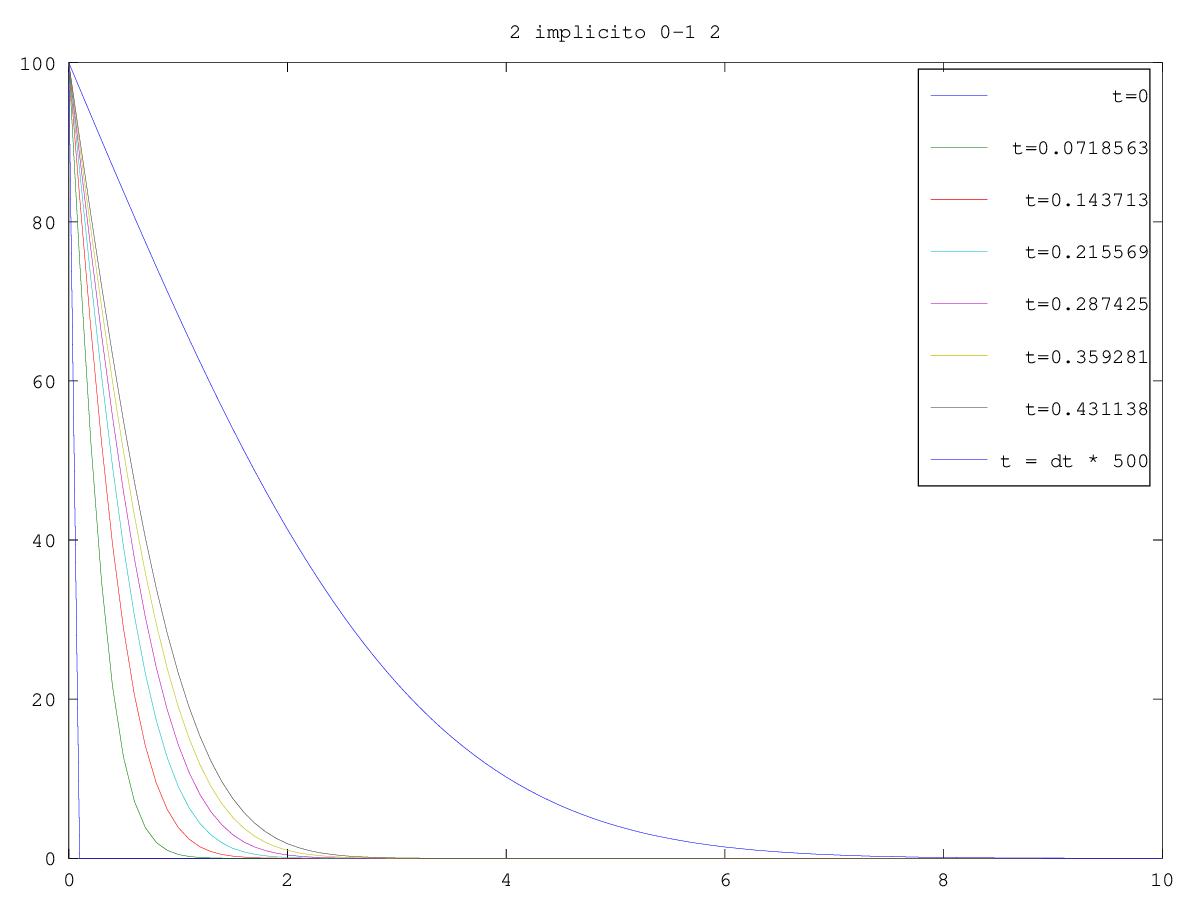 2 implicito 0-1 2
100
80
60
40
20
0
0 2 4 6 8 10
t=0
t=0.0718563
t=0.143713
t=0.215569
t=0.287425
t=0.359281
t=0.431138
t = dt * 500